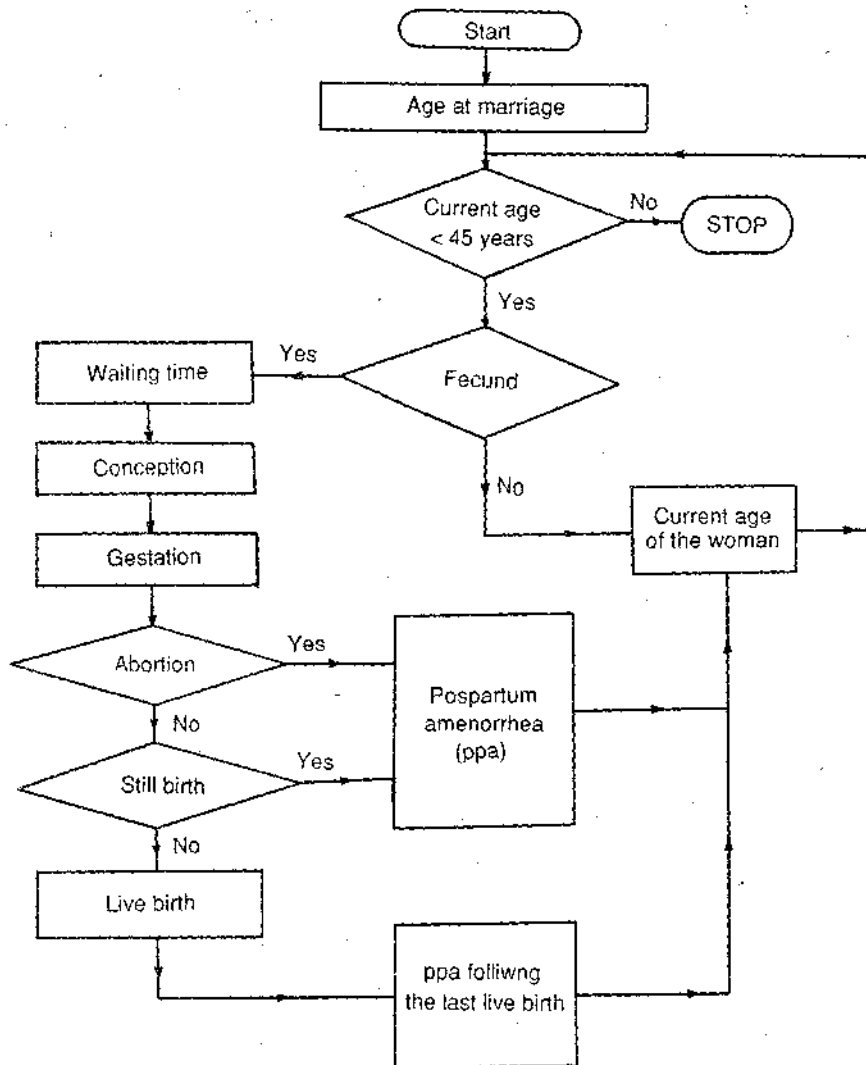 Start
Age at marriage
Current age
< 45 years
No
STOP
Yes
Fecund
Yes
Waiting time
Conception
No
Current age
of the woman
Gestation
Abortion
Yes
Pospartum
amenorrhea
(ppa)
No
Still birth
Yes
No
Live birth
ppa folliwng
the last live birth